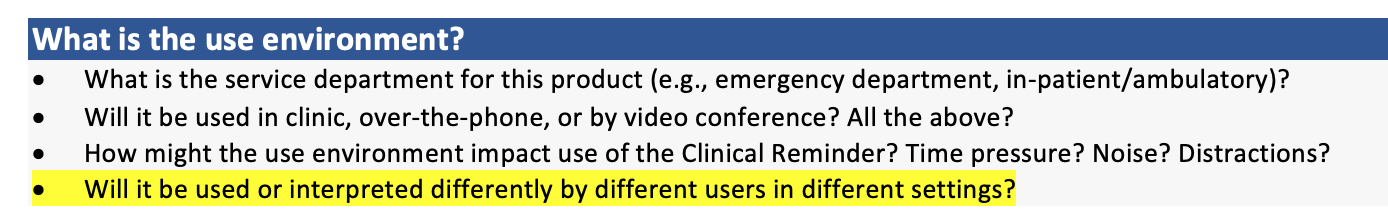 What is the use environment?
• What is the service department for this product (e.g., emergency department, in-patient/ambulatory)?
• Will it be used in clinic, over-the-phone, or by video conference? All the above?
• How might the use environment impact use of the Clinical Reminder? Time pressure? Noise? Distractions?
• Will it be used or interpreted differently by different users in different settings?